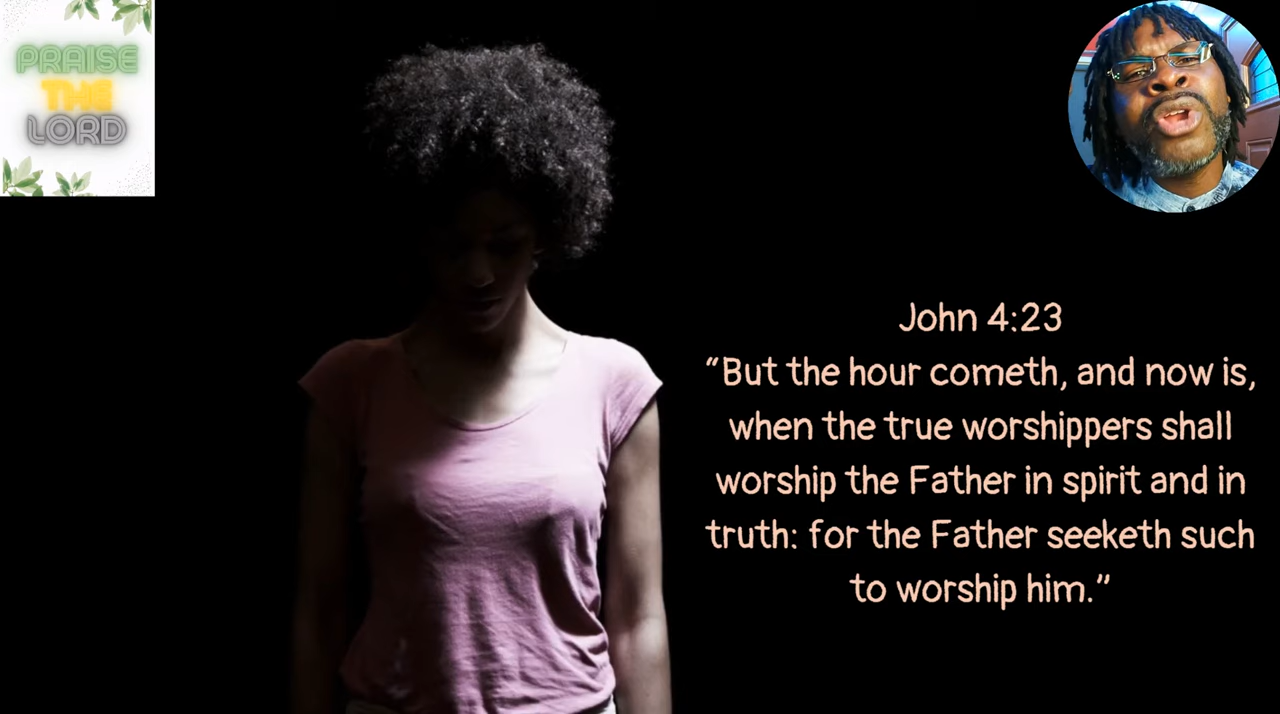 PRAISE
THE
LORD
John 4:23
“But the hour cometh, and now is,
when the true worshippers shall
worship the Father in spirit and in
truth: for the Father seeketh such
to worship him.”